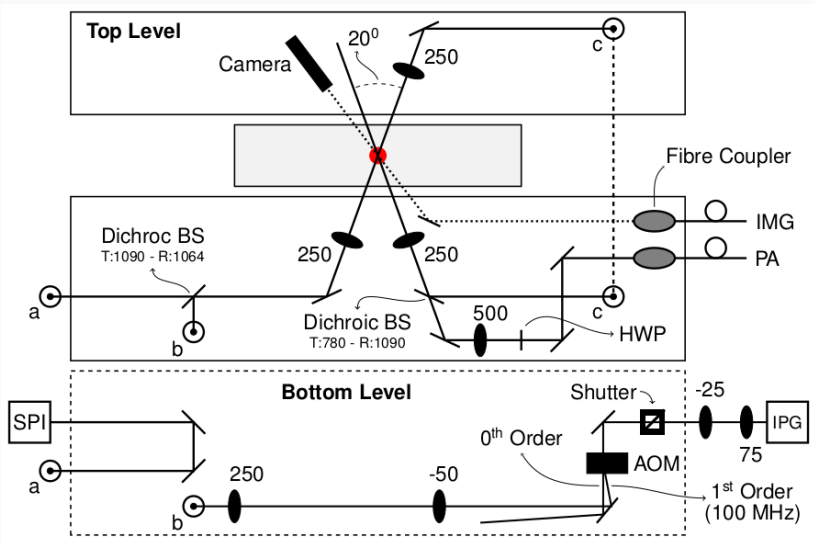 Top Level
20⁰
250
c
Camera
Fibre Coupler
IMG
Dichroc BS
T:1090 - R:1064
250
250
PA
a
b
Dichroic BS
T:780 - R:1090
500
c
HWP
Bottom Level
Shutter
-25
SPI
IPG
0th Order
75
AOM
a
250
-50
1st Order
(100 MHz)
b